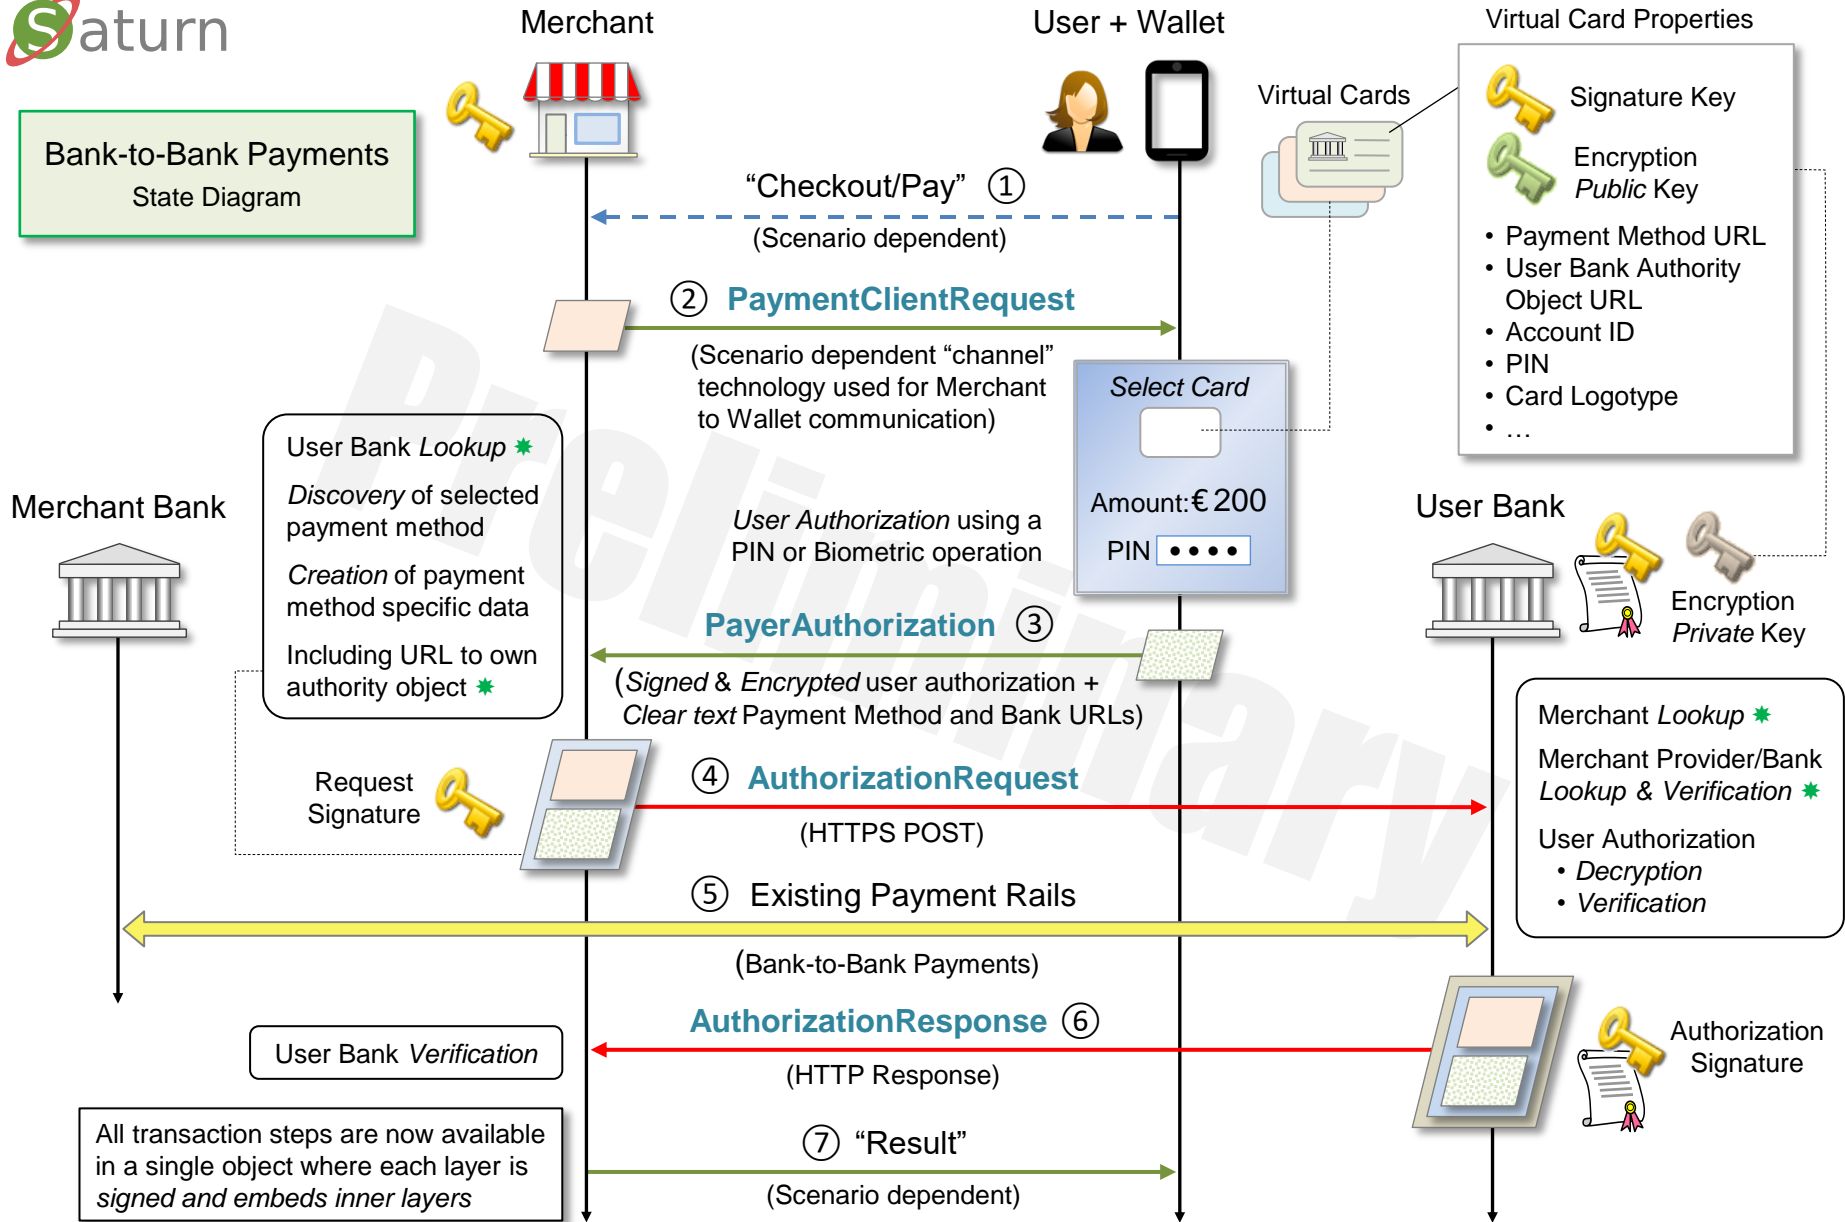 Saturn
Merchant
User + Wallet
Virtual Card Properties
Bank-to-Bank Payments
State Diagram
Virtual Cards
Signature Key
Encryption
Public Key
• Payment Method URL
• User Bank Authority
Object URL
• Account ID
• PIN
• Card Logotype
• …
“Checkout/Pay” ①
(Scenario dependent)
② PaymentClientRequest
(Scenario dependent “channel”
technology used for Merchant
to Wallet communication)
Select Card
Amount: € 200
PIN
User Authorization using a
PIN or Biometric operation
User Bank Lookup ✷
Discovery of selected
payment method
Creation of payment
method specific data
Including URL to own
authority object ✷
Merchant Bank
User Bank
Encryption
Private Key
PayerAuthorization ③
(Signed & Encrypted user authorization +
Clear text Payment Method and Bank URLs)
Merchant Lookup ✷
Merchant Provider/Bank
Lookup & Verification ✷
User Authorization
• Decryption
• Verification
Request
Signature
④ AuthorizationRequest
(HTTPS POST)
⑤ Existing Payment Rails
(Bank-to-Bank Payments)
AuthorizationResponse ⑥
(HTTP Response)
User Bank Verification
Authorization
Signature
All transaction steps are now available
in a single object where each layer is
signed and embeds inner layers
⑦ “Result”
(Scenario dependent)
Preliminary